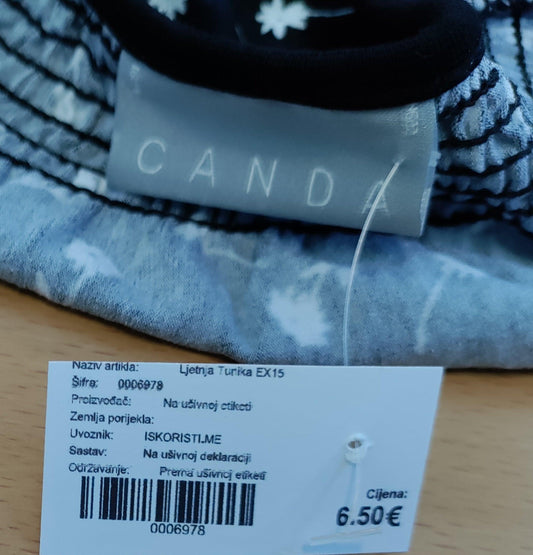 CANDA
Naziv artikla: Ljetnja Tunika EX15
Šifra: 0006978
Proizvođač: Na ušivnoj etiketi
Zemlja porijekla:
Uvoznik: ISKORISTI.ME
Sastav: Na ušivnoj deklaraciji
Održavanje: Prema ušivnoj etiketi
0006978
Cijena:
6.50€